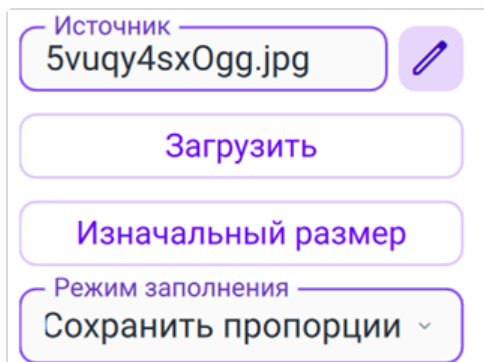 Источник
5vuqy4sxOgg.jpg
Загрузить
Изначальный размер
Режим заполнения
Сохранить пропорции